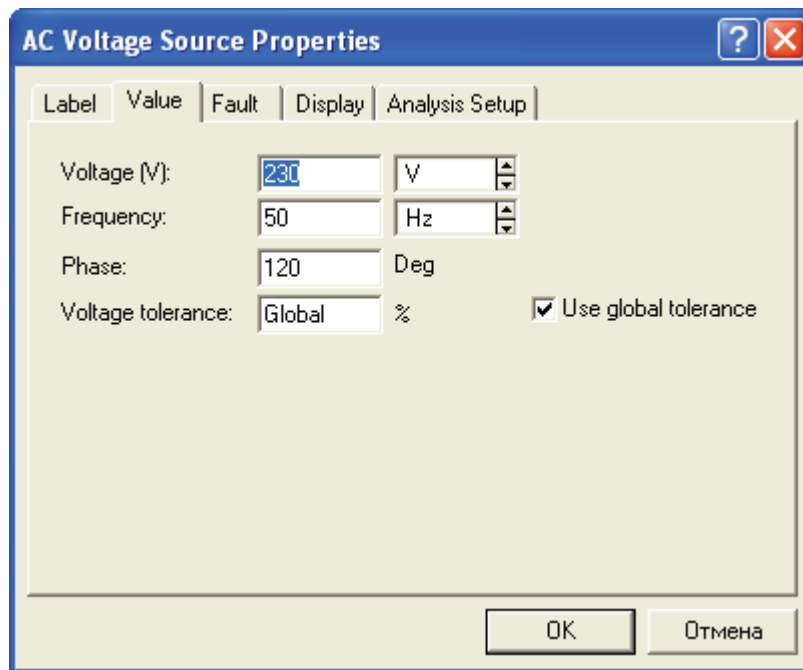 AC Voltage Source Properties
Label Value Fault Display Analysis Setup
Voltage (V): 230 V
Frequency: 50 Hz
Phase: 120 Deg
Voltage tolerance: Global % Use global tolerance
OK Отмена